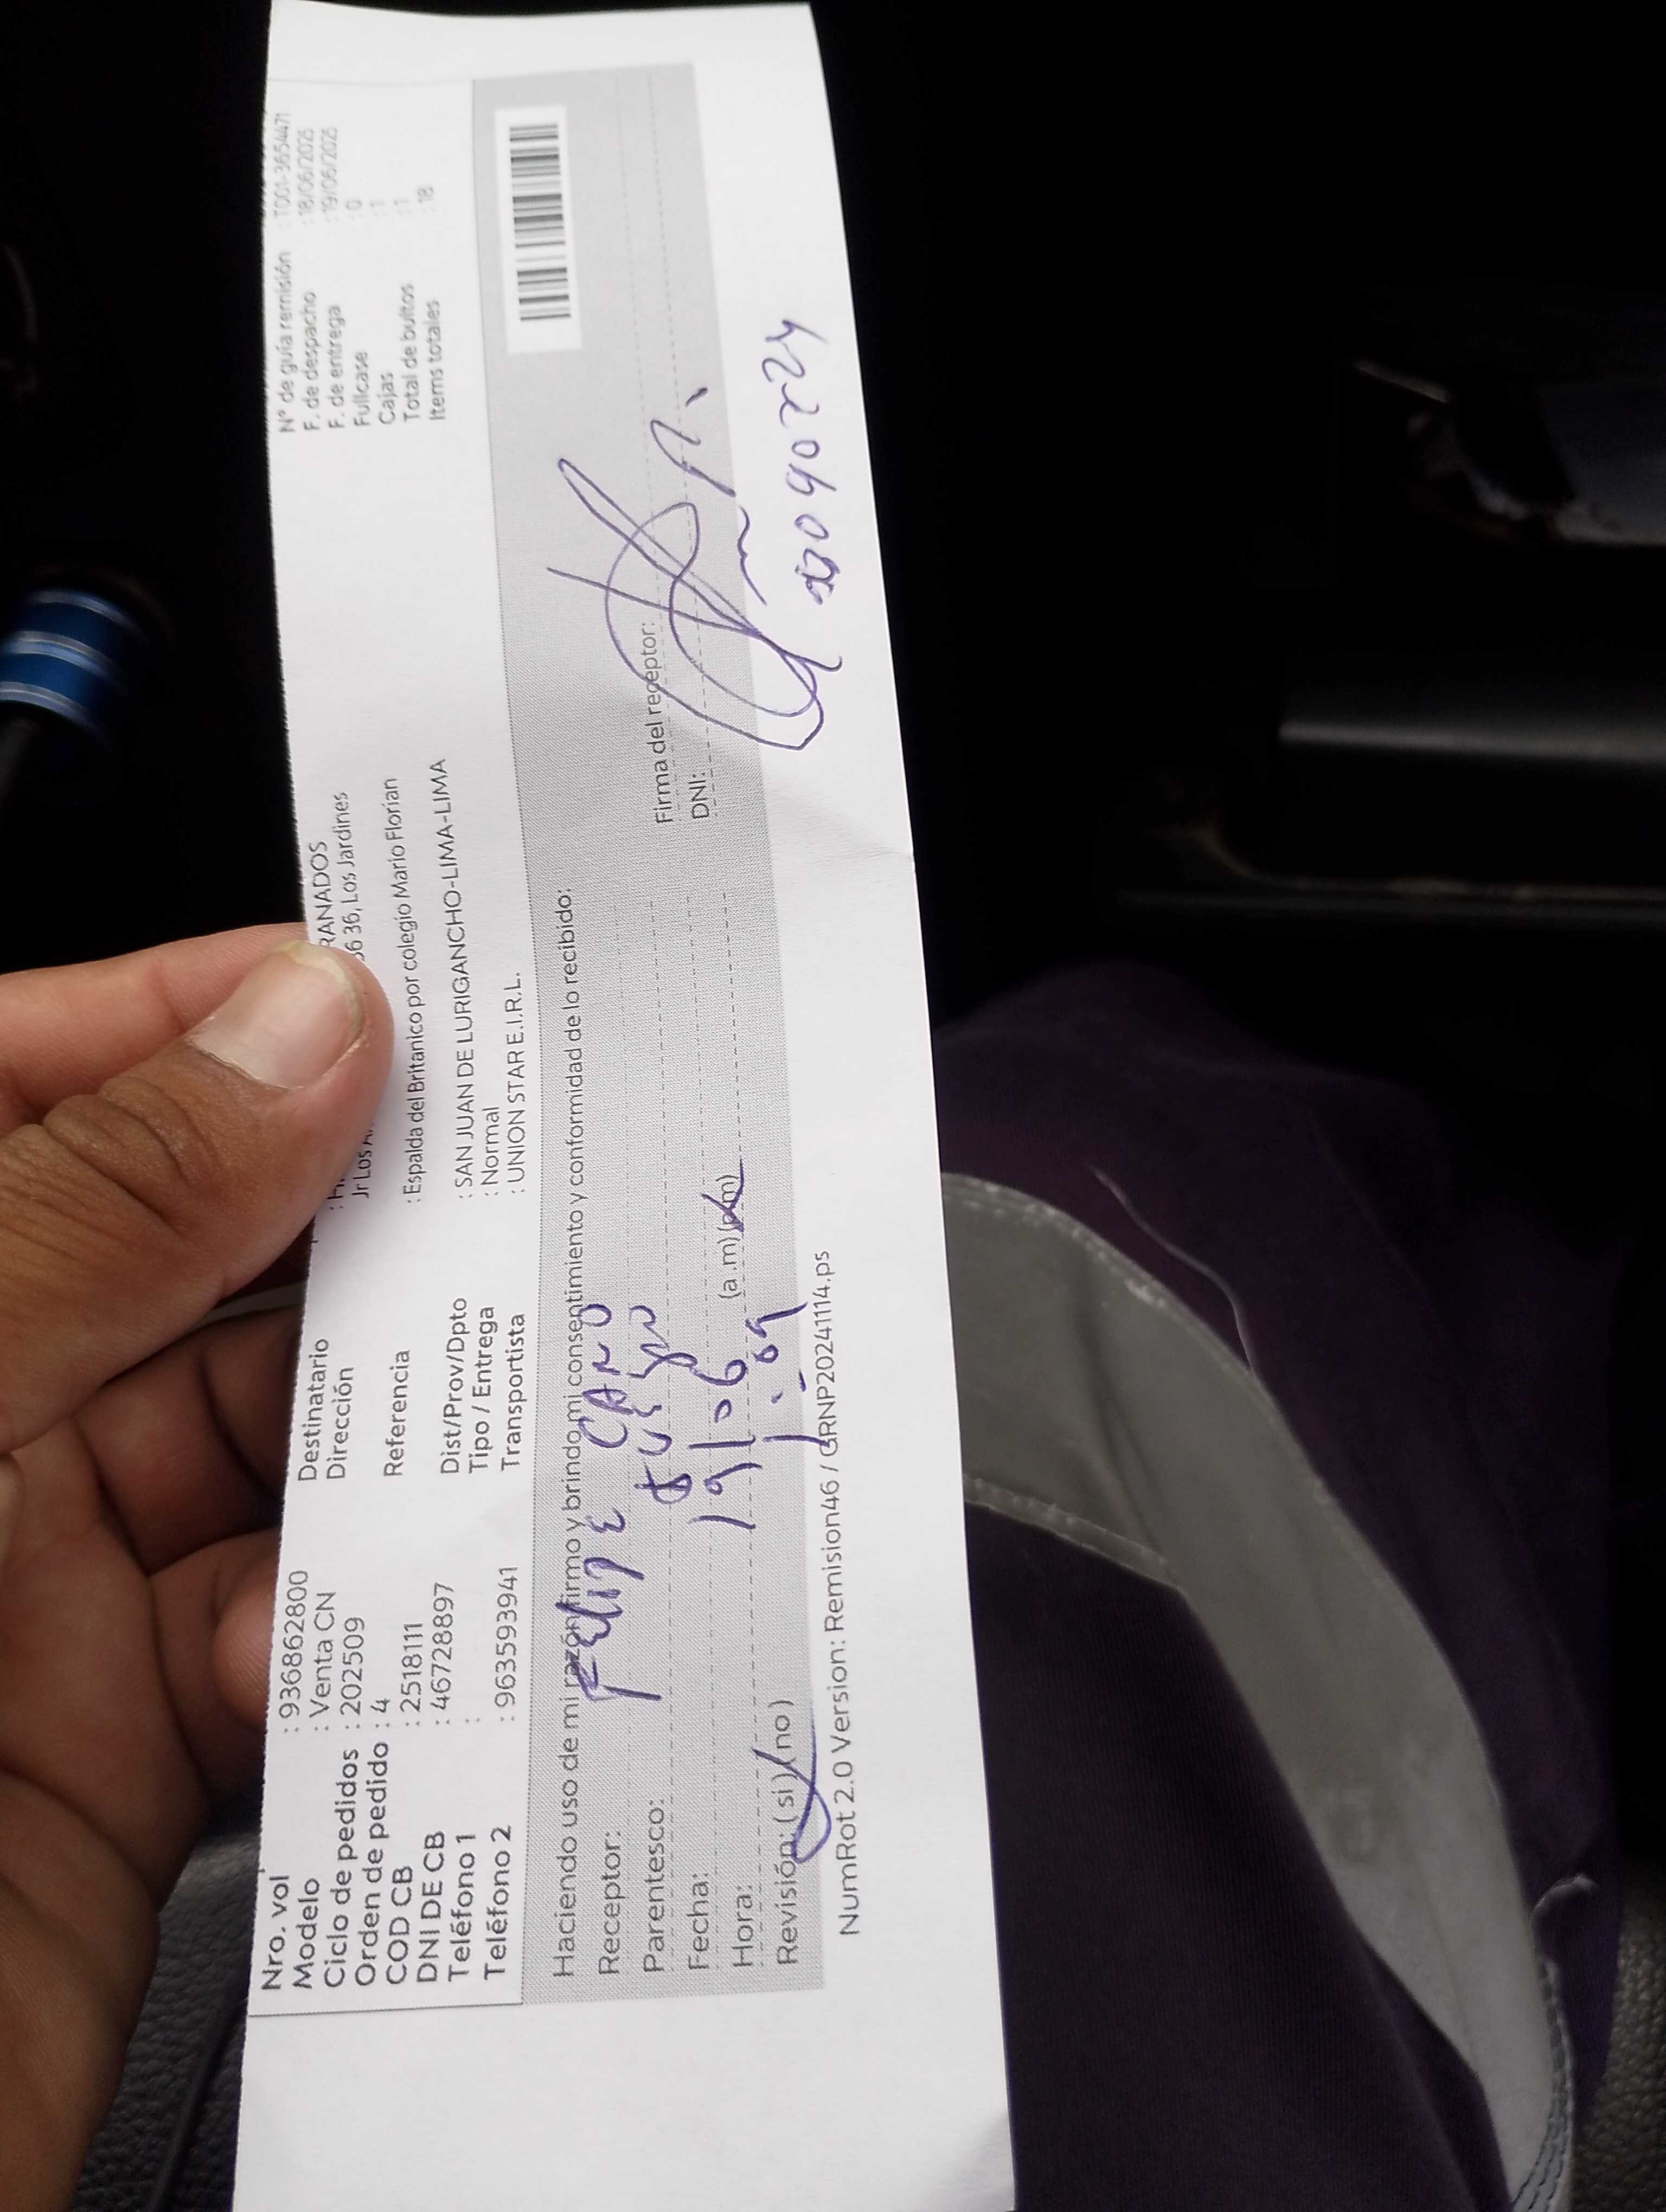 Nro. vol : 936862800
Modelo : Venta CN
Ciclo de pedidos : 202509
Orden de pedido : 4
COD CB : 2518111
DNI DE CB : 46728897
Teléfono 1 :
Teléfono 2 : 963593941
Destinatario : RANADOS
Dirección Jr Los 36, Los Jardines
Referencia : Espalda del Britanico por colegio Mario Florian
Dist/Prov/Dpto : SAN JUAN DE LURIGANCHO-LIMA-LIMA
Tipo / Entrega : Normal
Transportista : UNION STAR E.I.R.L.
N° de guía remisión : T001-3654471
F. de despacho : 18/06/2025
F. de entrega : 19/06/2025
Fullcase : 0
Cajas : 1
Total de bultos : 1
Items totales : 18
Haciendo uso de mi razón firmo y brindo mi consentimiento y conformidad de lo recibido:
Receptor: FELIPE CANO
Parentesco:
Fecha: 19/06
Hora: 1:09 (a.m) (p.m)
Revisión: (si) (no)
Firma del receptor:
DNI:
NumRot 2.0 Version: Remision46 / GRNP20241114.ps